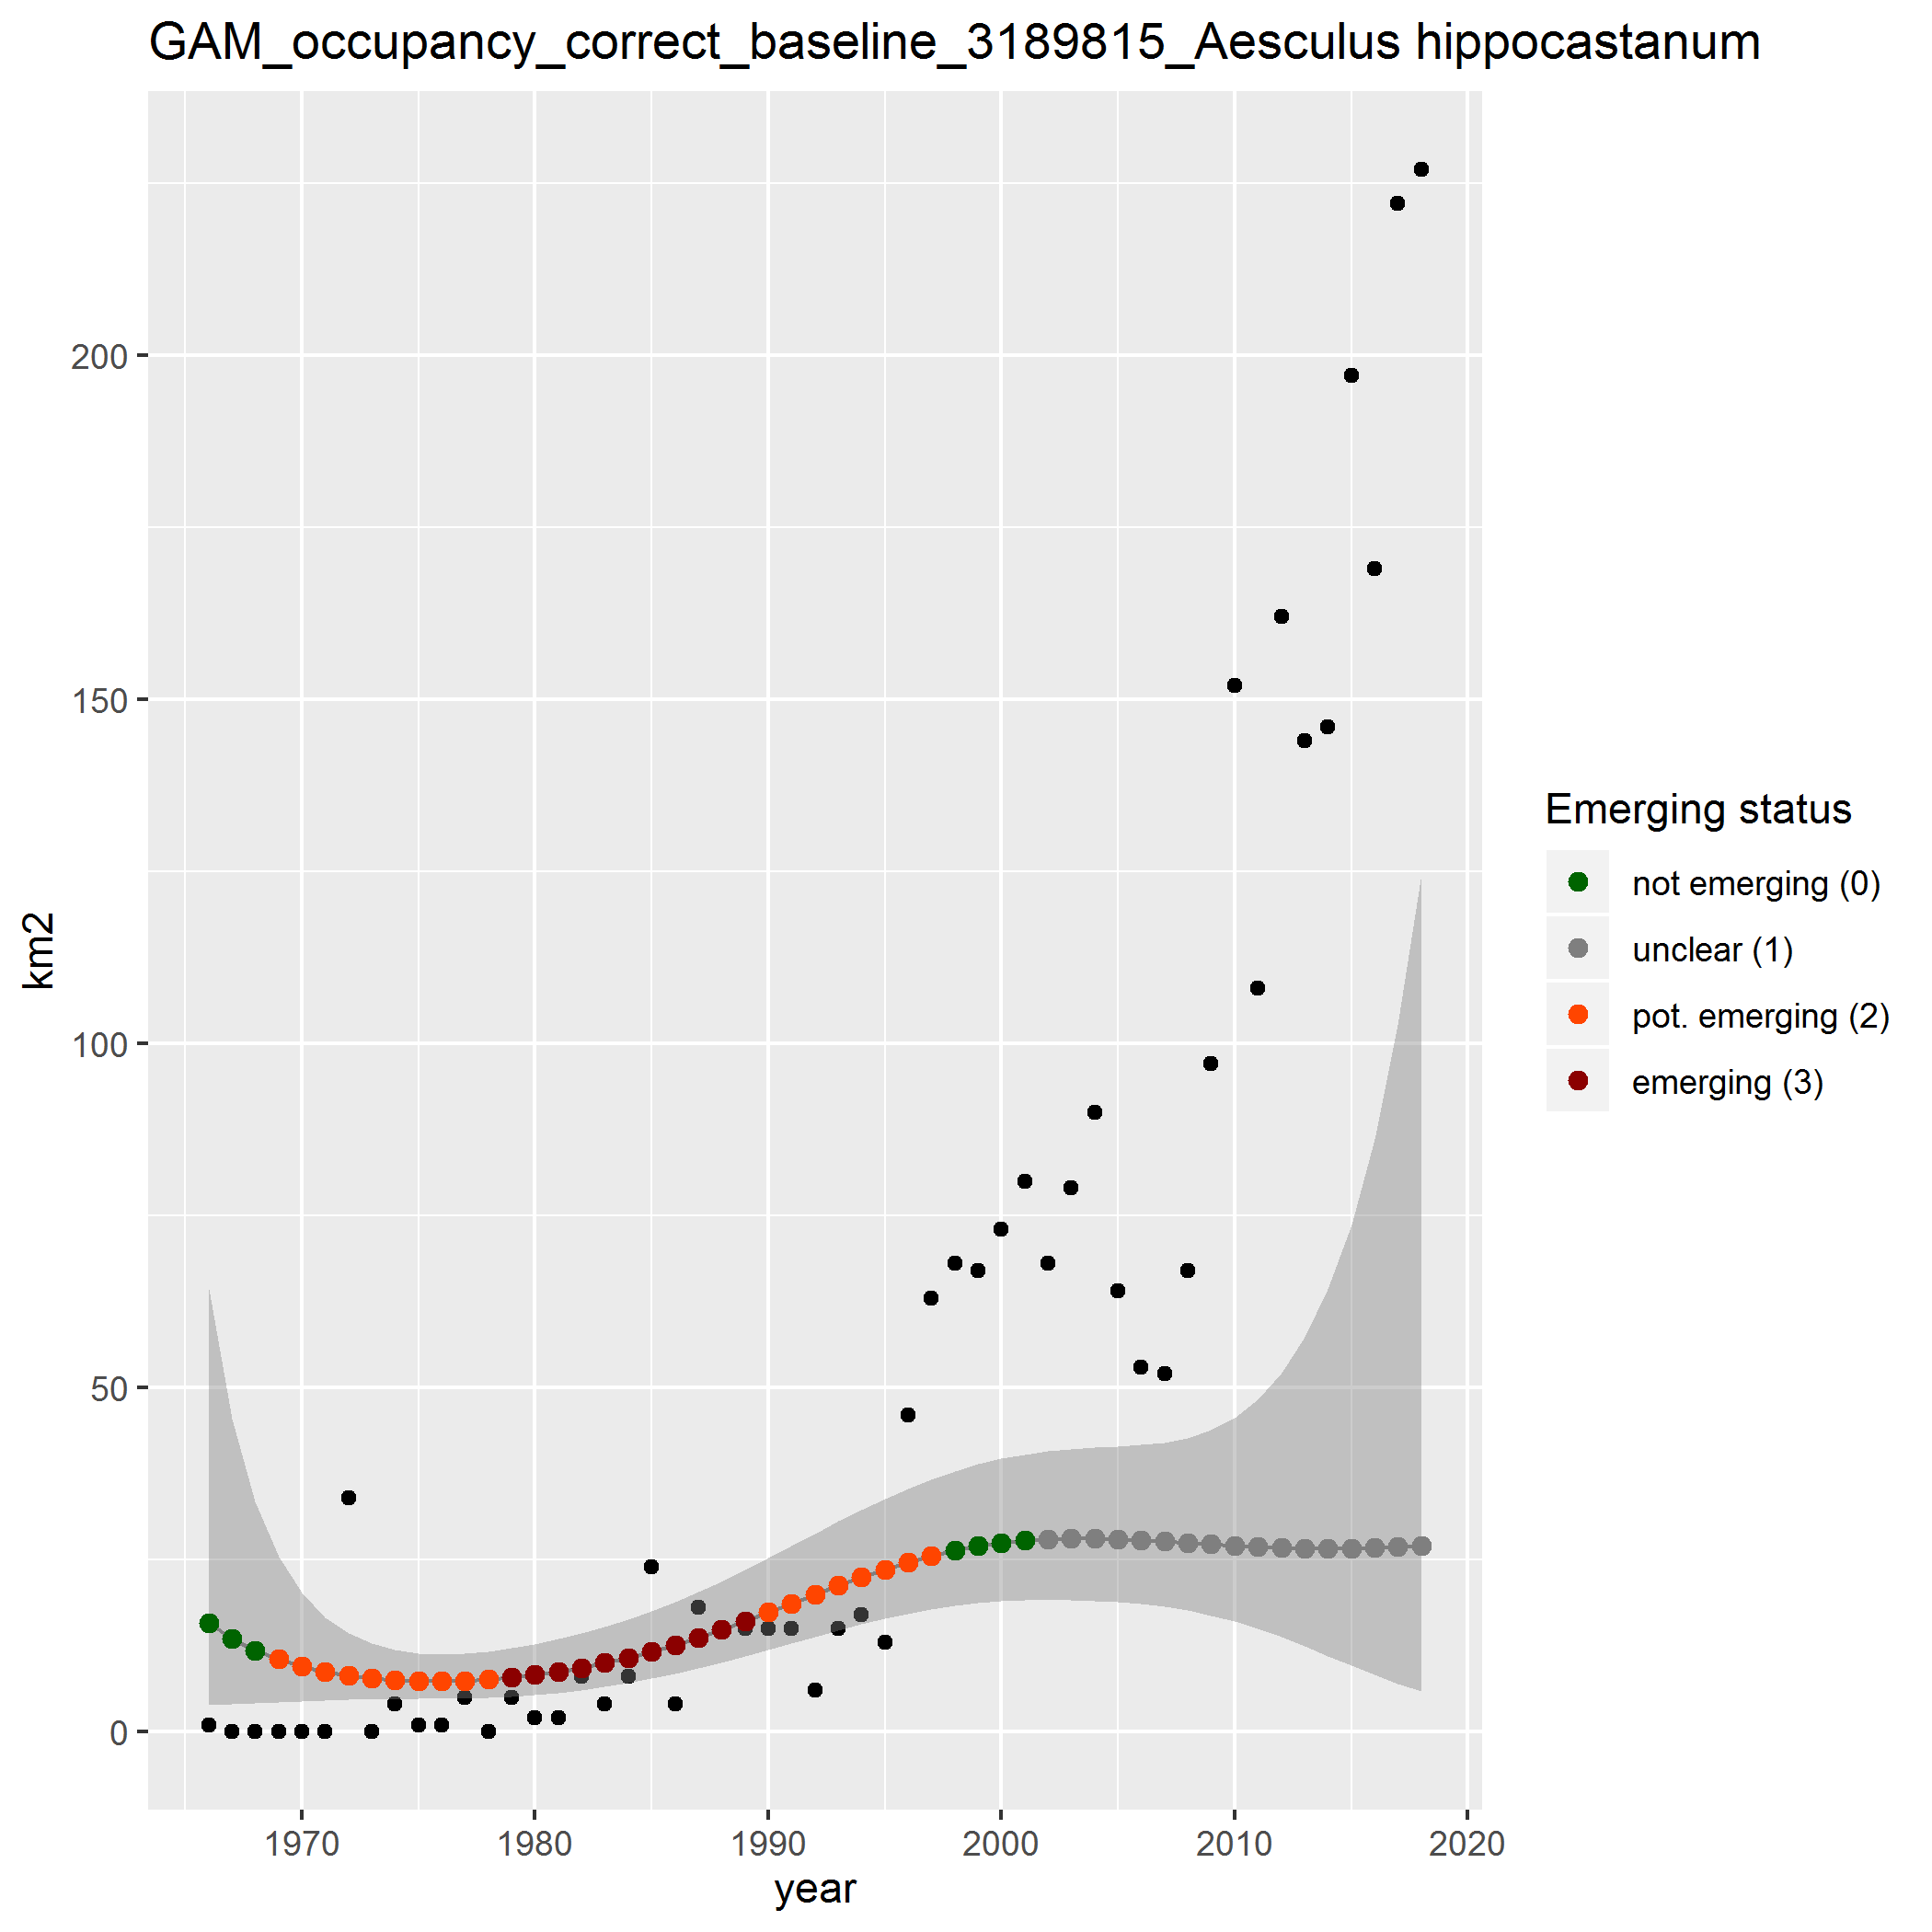 GAM_occupancy_correct_baseline_3189815_Aesculus hippocastanum
200
150
100
50
0
km2
1970 1980 1990 2000 2010 2020
year
Emerging status
not emerging (0)
unclear (1)
pot. emerging (2)
emerging (3)